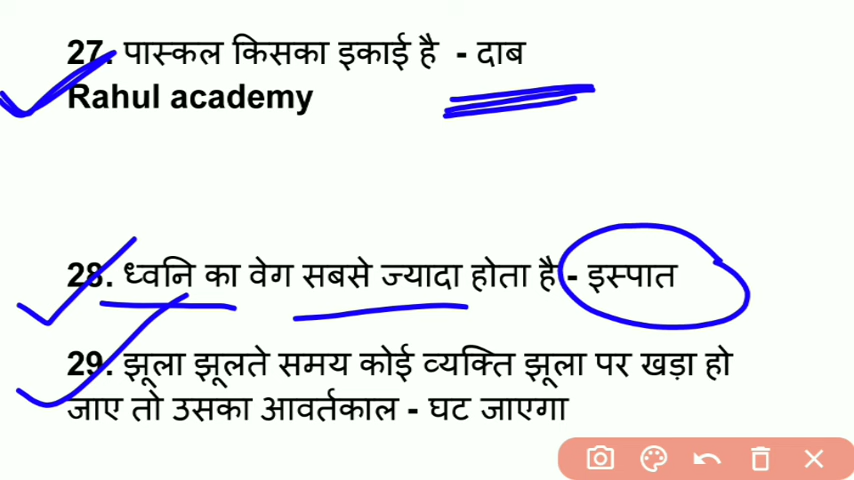 27. पास्कल किसका इकाई है - दाब
Rahul academy
28. ध्वनि का वेग सबसे ज्यादा होता है - इस्पात
29. झूला झूलते समय कोई व्यक्ति झूला पर खड़ा हो
जाए तो उसका आवर्तकाल - घट जाएगा